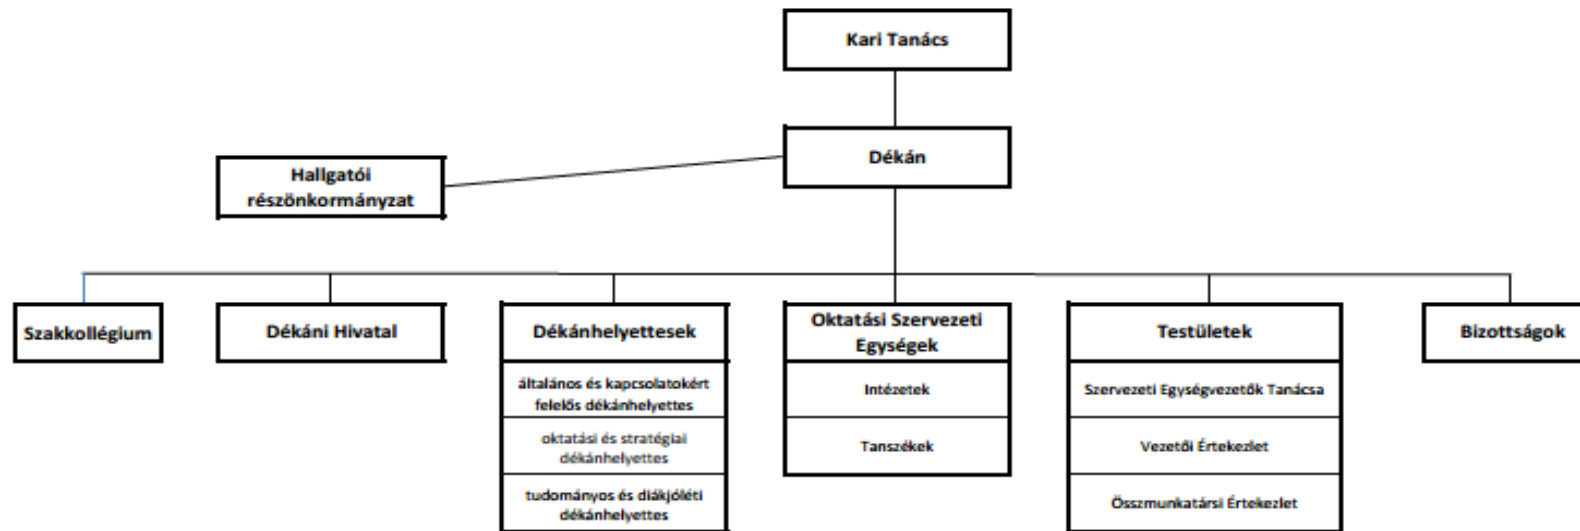 Kari Tanács
Dékán
Hallgatói
részönkormányzat
Szakkollégium
Dékáni Hivatal
Dékánhelyettesek
általános és kapcsolatokért
felelős dékánhelyettes
oktatási és stratégiai
dékánhelyettes
tudományos és diákjóléti
dékánhelyettes
Oktatási Szervezeti
Egységek
Intézetek
Tanszékek
Testületek
Szervezeti Egységvezetők Tanácsa
Vezetői Értekezlet
Összmunkatársi Értekezlet
Bizottságok